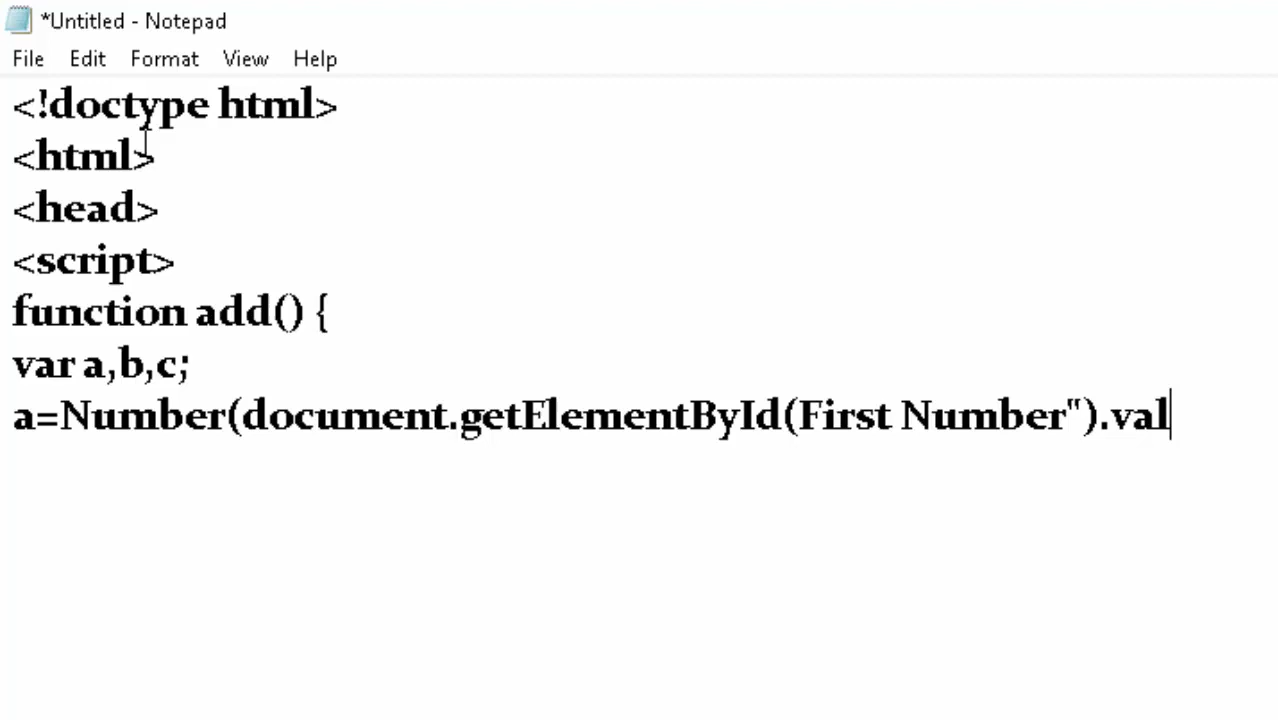 *Untitled - Notepad
File Edit Format View Help
<!doctype html>
<html>
<head>
<script>
function add() {
var a,b,c;
a=Number(document.getElementById(First Number").val